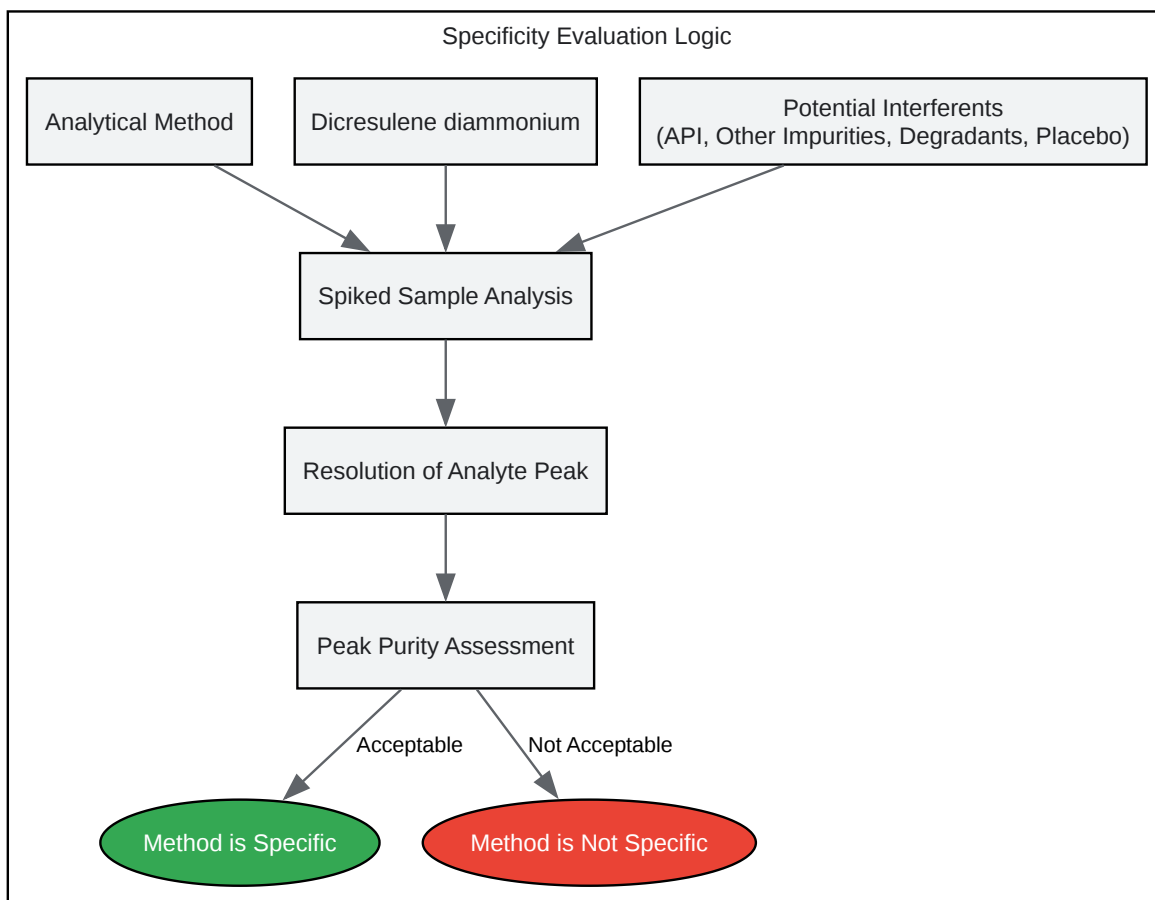 Specificity Evaluation Logic
Analytical Method
Dicresulene diammonium
Potential Interferents
(API, Other Impurities, Degradants, Placebo)
Spiked Sample Analysis
Resolution of Analyte Peak
Peak Purity Assessment
Acceptable
Not Acceptable
Method is Specific
Method is Not Specific